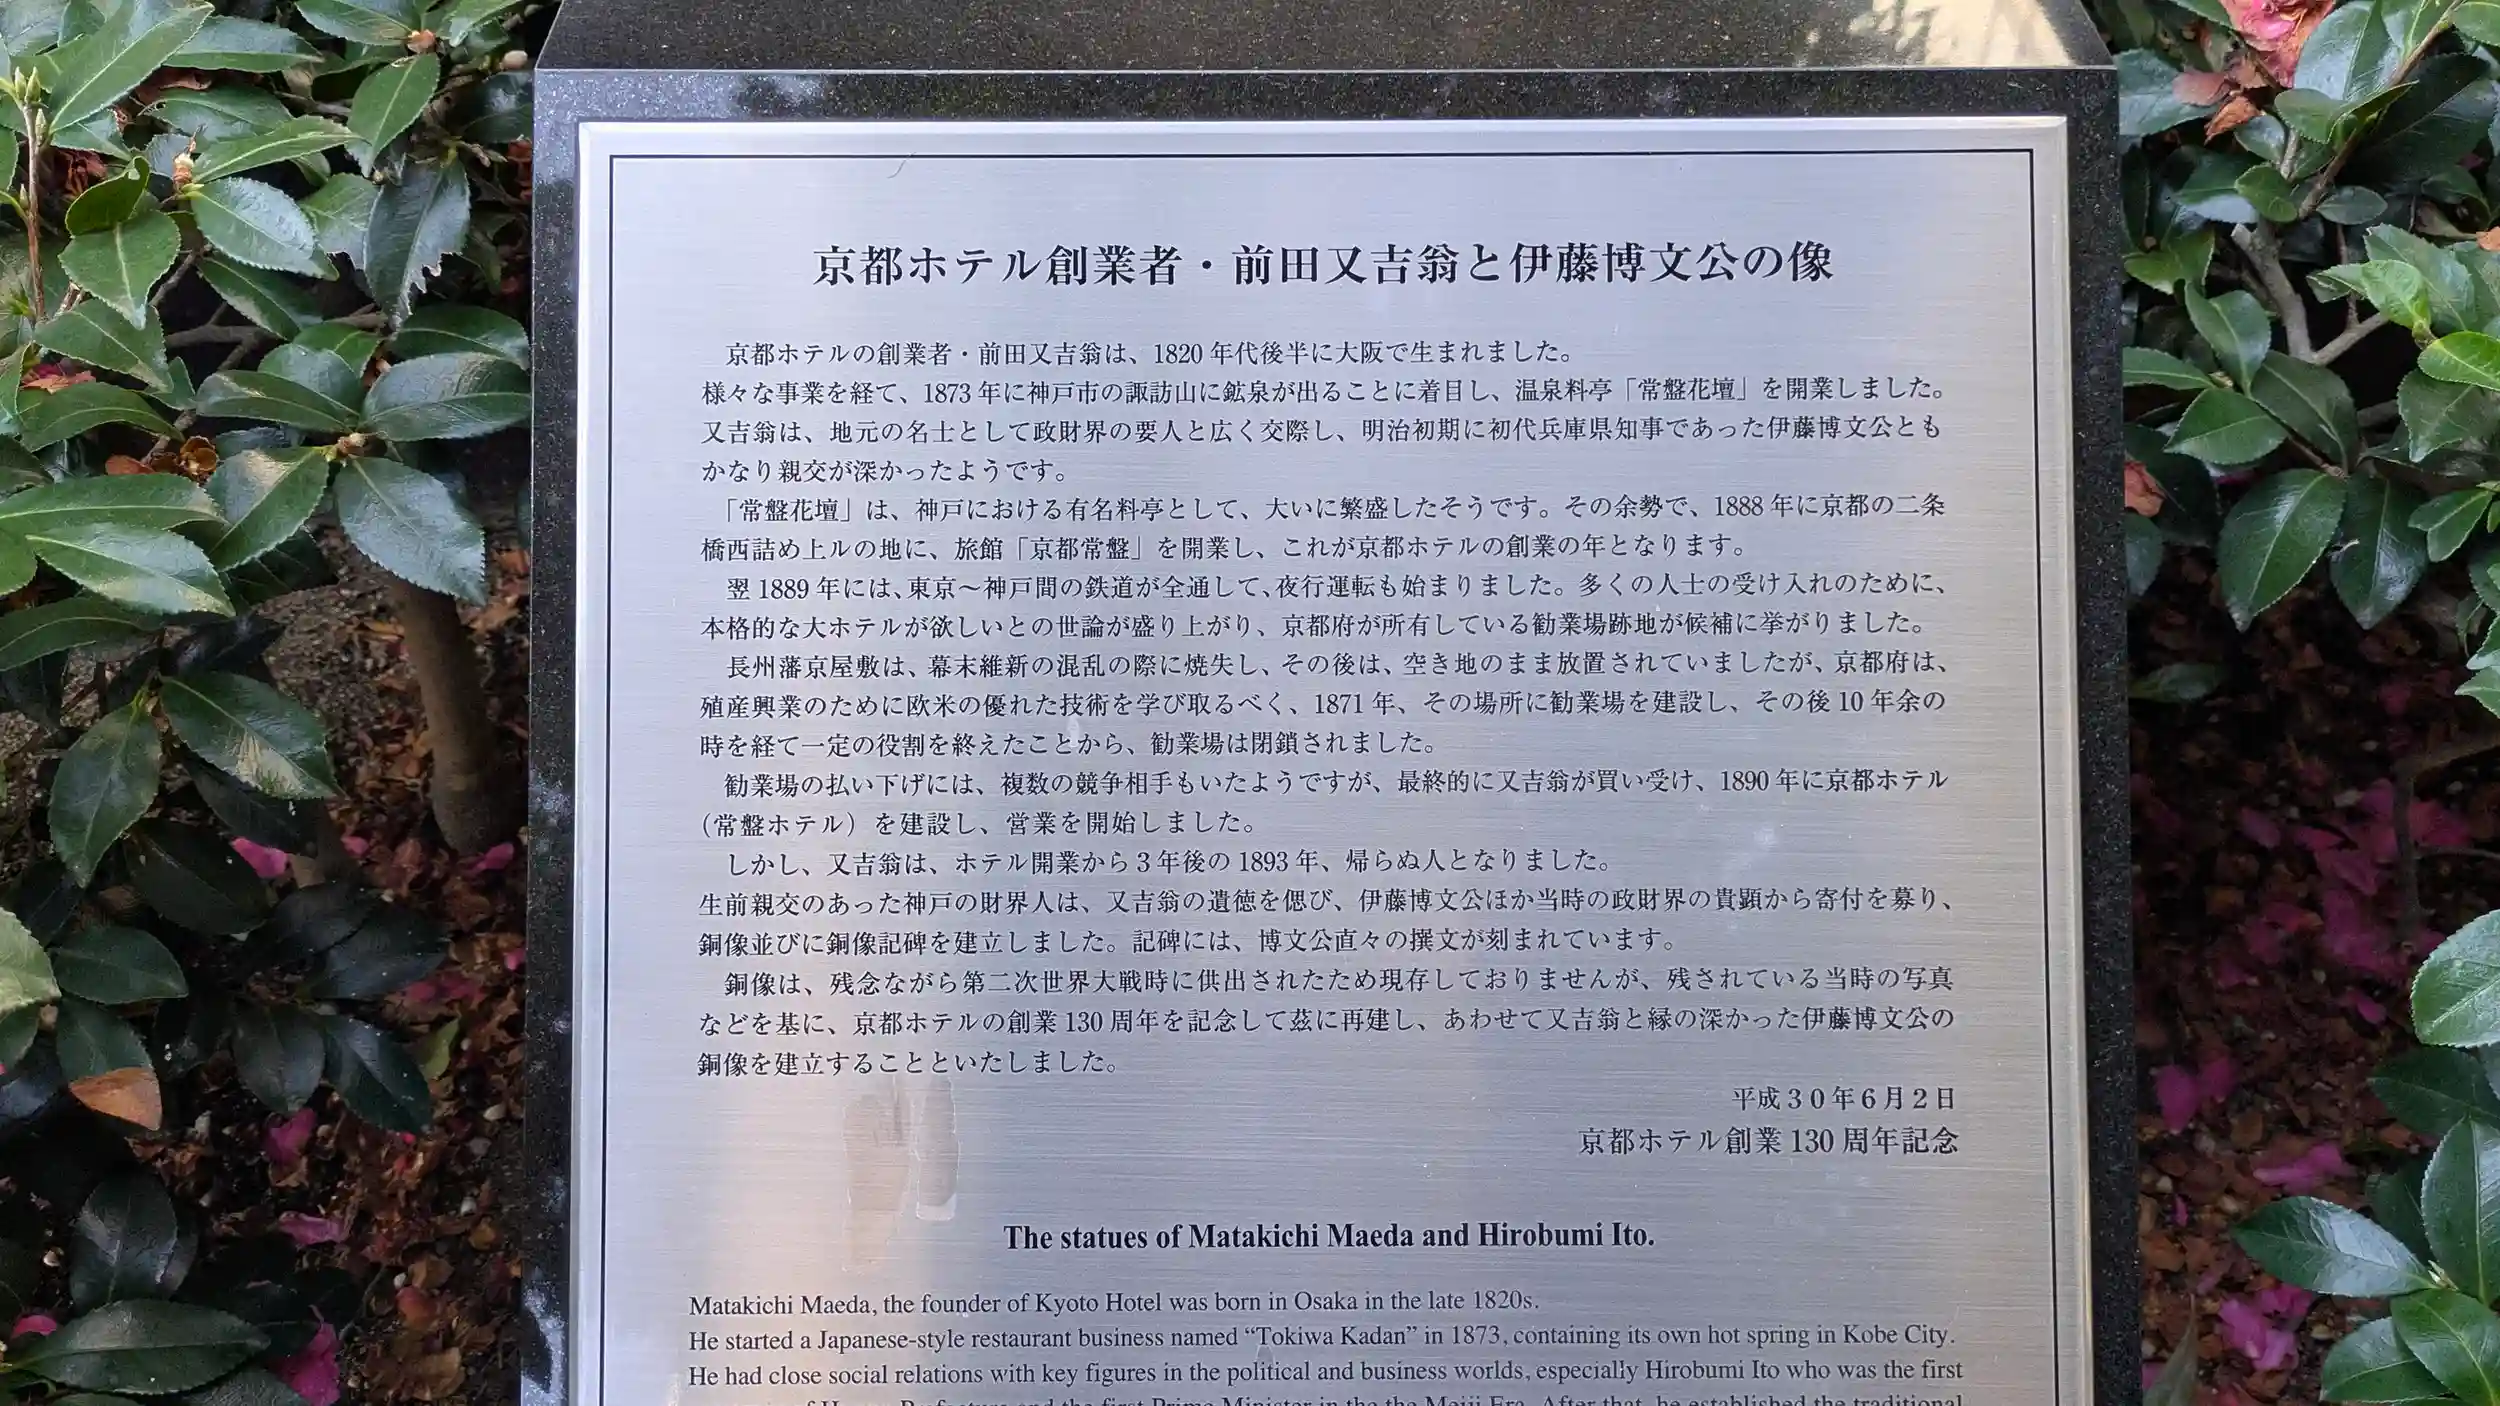 京都ホテル創業者・前田又吉翁と伊藤博文公の像
京都ホテルの創業者・前田又吉翁は、1820年代後半に大阪で生まれました。
様々な事業を経て、1873年に神戸市の諏訪山に鉱泉が出ることに着目し、温泉料亭「常盤花壇」を開業しました。
又吉翁は、地元の名士として政財界の要人と広く交際し、明治初期に初代兵庫県知事であった伊藤博文公とも
かなり親交が深かったようです。
「常盤花壇」は、神戸における有名料亭として、大いに繁盛したそうです。その余勢で、1888年に京都の二条
橋西詰め上ルの地に、旅館「京都常盤」を開業し、これが京都ホテルの創業の年となります。
翌1889年には、東京〜神戸間の鉄道が全通して、夜行運転も始まりました。多くの人士の受け入れのために、
本格的な大ホテルが欲しいとの世論が盛り上がり、京都府が所有している勧業場跡地が候補に挙がりました。
長州藩京屋敷は、幕末維新の混乱の際に焼失し、その後は、空き地のまま放置されていましたが、京都府は、
殖産興業のために欧米の優れた技術を学び取るべく、1871年、その場所に勧業場を建設し、その後10年余の
時を経て一定の役割を終えたことから、勧業場は閉鎖されました。
勧業場の払い下げには、複数の競争相手もいたようですが、最終的に又吉翁が買い受け、1890年に京都ホテル
（常盤ホテル）を建設し、営業を開始しました。
しかし、又吉翁は、ホテル開業から3年後の1893年、帰らぬ人となりました。
生前親交のあった神戸の財界人は、又吉翁の遺徳を偲び、伊藤博文公ほか当時の政財界の貴顕から寄付を募り、
銅像並びに銅像記碑を建立しました。記碑には、博文公直々の撰文が刻まれています。
銅像は、残念ながら第二次世界大戦時に供出されたため現存しておりませんが、残されている当時の写真
などを基に、京都ホテルの創業130周年を記念して茲に再建し、あわせて又吉翁と縁の深かった伊藤博文公の
銅像を建立することといたしました。
平成３０年６月２日
京都ホテル創業130周年記念
The statues of Matakichi Maeda and Hirobumi Ito.
Matakichi Maeda, the founder of Kyoto Hotel was born in Osaka in the late 1820s.
He started a Japanese-style restaurant business named “Tokiwa Kadan” in 1873, containing its own hot spring in Kobe City.
He had close social relations with key figures in the political and business worlds, especially Hirobumi Ito who was the first
of Hyogo Prefecture and the first Prime Minister in the the Meiji Era. After that, he established the traditional